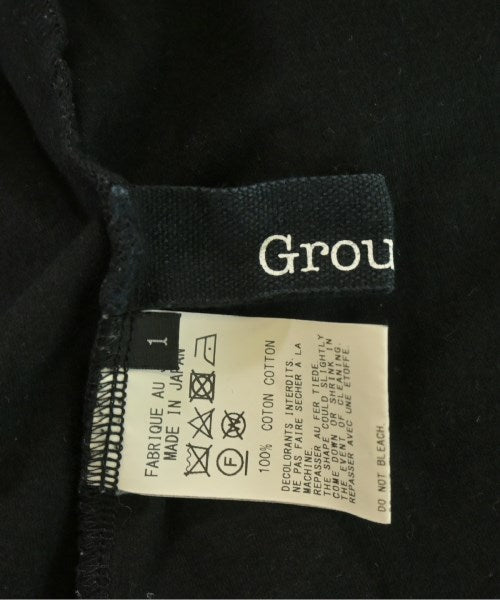 Grou
1
FABRIQUE AU
MADE IN JAPAN
F W
100% COTON COTTON
DECOLORANTS INTERDITS.
NE PAS FAIRE SECHER A LA
MACHINE.
REPASSER AU FER TIEDE.
THE SHAPE COULD SLIGHTLY
COME DOWN OR SHRINK IN
THE EVENT OF CLEANING.
REPASSER AVEC UNE ETOFFE.
DO NOT BLEACH